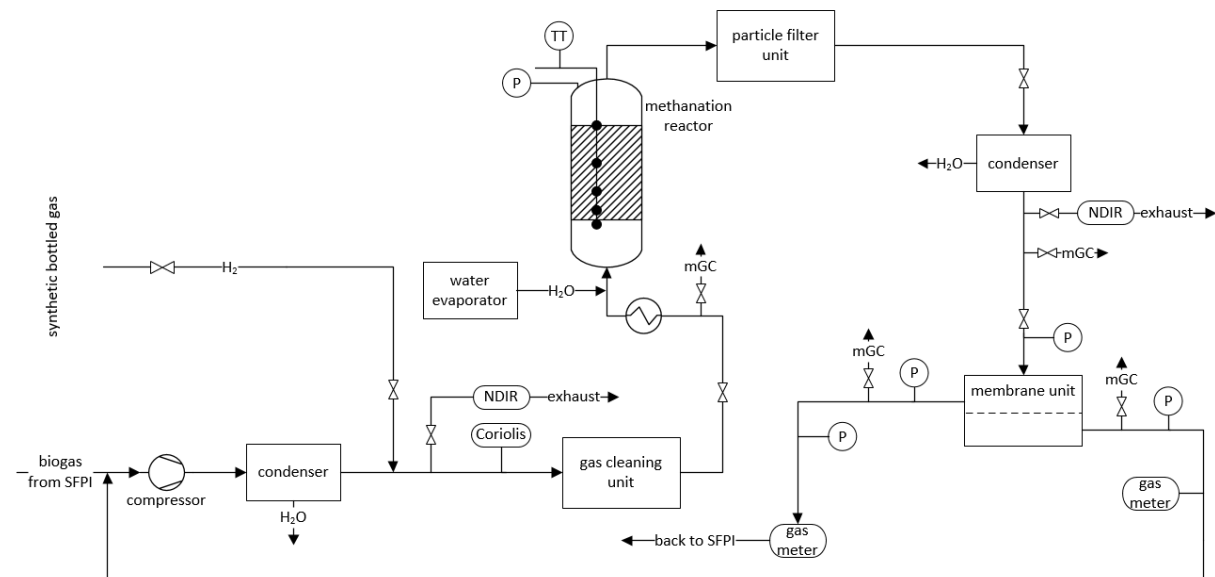 TT
P
particle filter
unit
methanation
reactor
H₂O
condenser
NDIR
exhaust
mGC
synthetic bottled gas
H₂
water
evaporator
H₂O
mGC
P
mGC
P
membrane unit
mGC
P
NDIR
exhaust
Coriolis
P
biogas
from SFPI
compressor
condenser
H₂O
gas cleaning
unit
gas
meter
back to SFPI
gas
meter